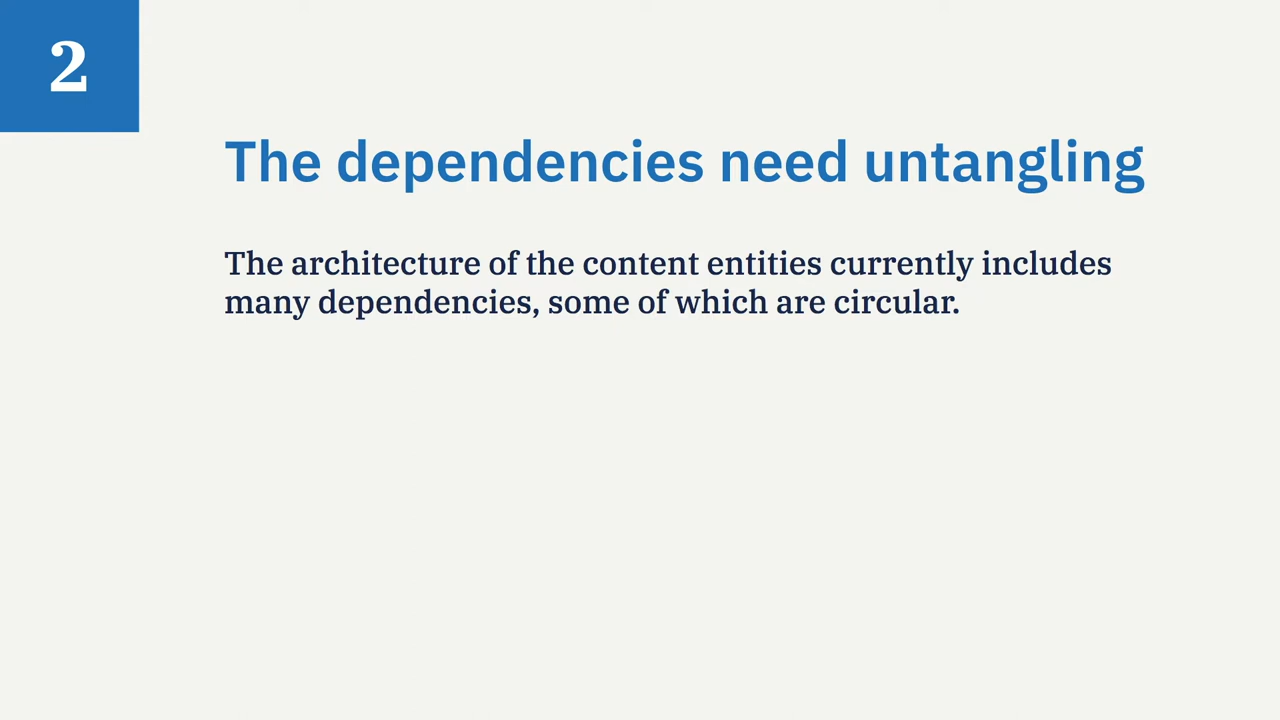 2
The dependencies need untangling
The architecture of the content entities currently includes
many dependencies, some of which are circular.